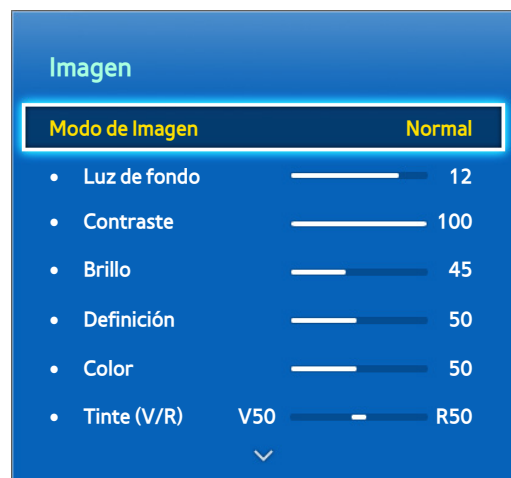 Imagen
Modo de Imagen Normal
• Luz de fondo 12
• Contraste 100
• Brillo 45
• Definición 50
• Color 50
• Tinte (V/R) V50 R50